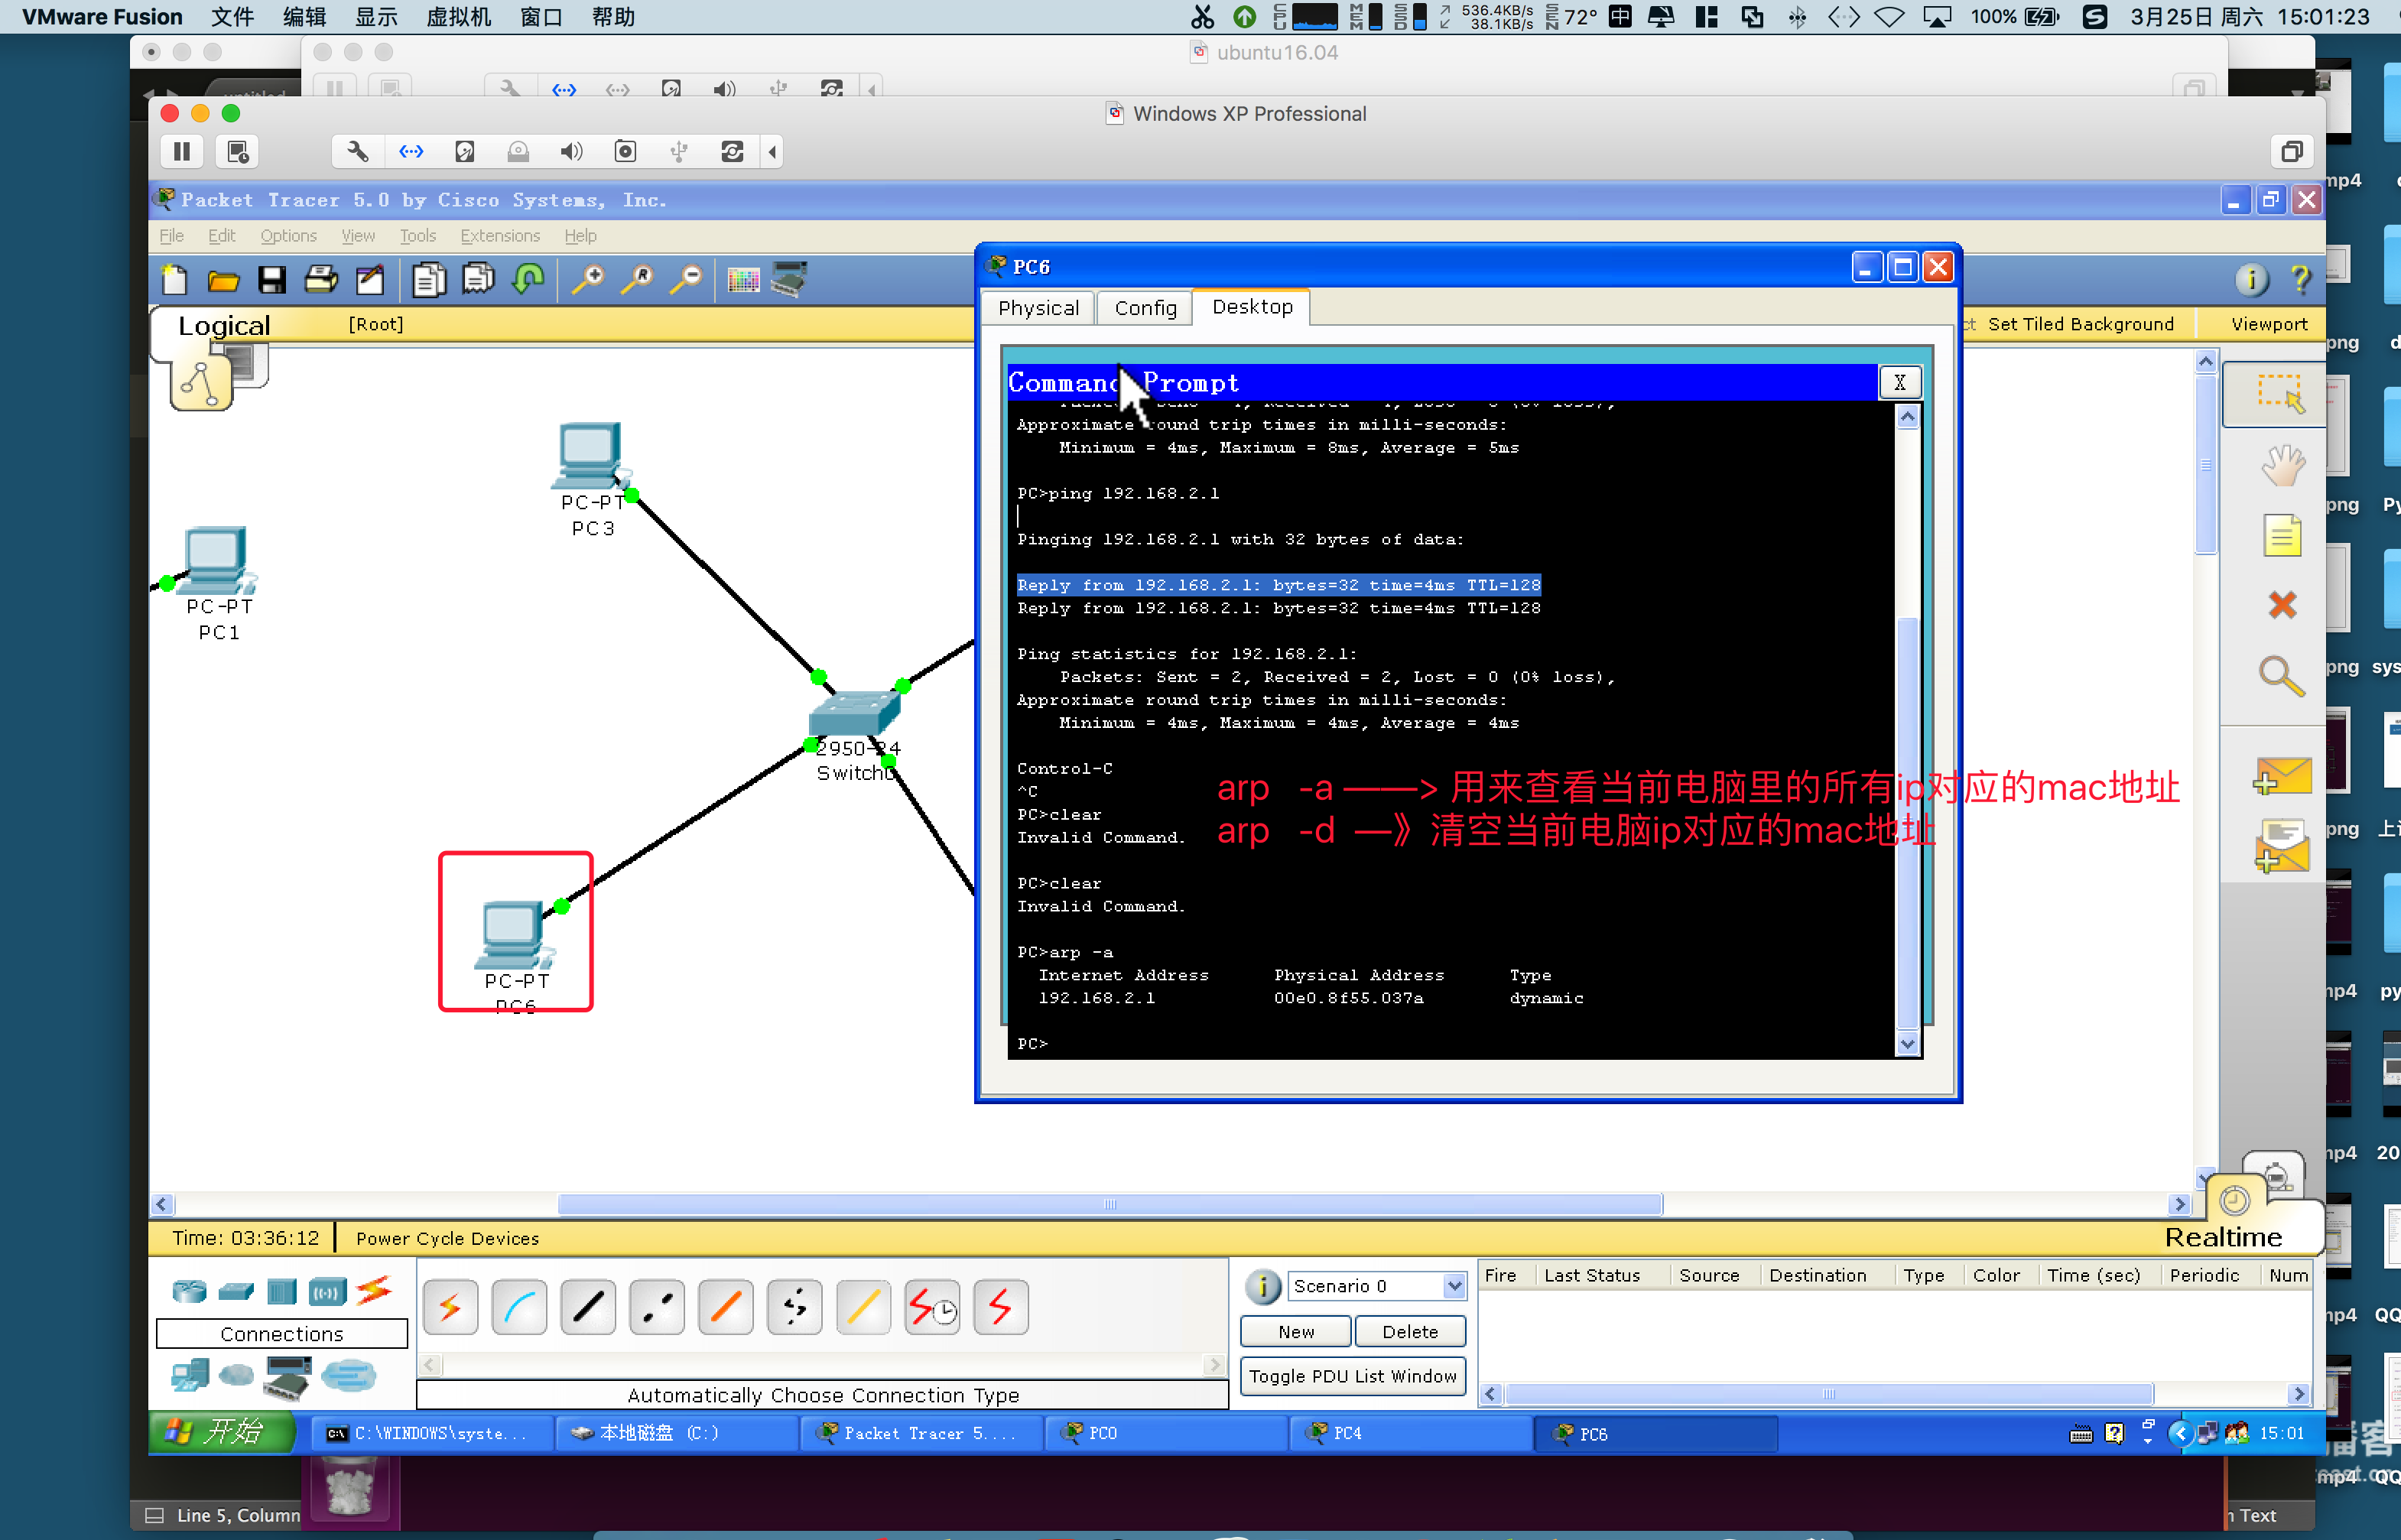 VMware Fusion 文件 编辑 显示 虚拟机 窗口 帮助
CPU MEM SSD 536.4KB/s 38.1KB/s SEN 72° 中 100% 3月25日 周六 15:01:23
ubuntu16.04
untitled
Windows XP Professional
Packet Tracer 5.0 by Cisco Systems, Inc.
File Edit Options View Tools Extensions Help
Logical [Root]
Set Tiled Background Viewport
PC-PT
PC3
PC-PT
PC1
2950-24
Switch0
PC-PT
PC6
PC6
Physical Config Desktop
Command Prompt X
Approximate round trip times in milli-seconds:
Minimum = 4ms, Maximum = 8ms, Average = 5ms
PC>ping 192.168.2.1
Pinging 192.168.2.1 with 32 bytes of data:
Reply from 192.168.2.1: bytes=32 time=4ms TTL=128
Reply from 192.168.2.1: bytes=32 time=4ms TTL=128
Ping statistics for 192.168.2.1:
Packets: Sent = 2, Received = 2, Lost = 0 (0% loss),
Approximate round trip times in milli-seconds:
Minimum = 4ms, Maximum = 4ms, Average = 4ms
Control-C
^C
PC>clear
Invalid Command.
PC>clear
Invalid Command.
PC>arp -a
Internet Address Physical Address Type
192.168.2.1 00e0.8f55.037a dynamic
PC>
arp -a ——> 用来查看当前电脑里的所有ip对应的mac地址
arp -d —》清空当前电脑ip对应的mac地址
Time: 03:36:12 Power Cycle Devices
Realtime
Connections
Automatically Choose Connection Type
Scenario 0
New Delete
Toggle PDU List Window
Fire Last Status Source Destination Type Color Time (sec) Periodic Num
开始 C:\WINDOWS\syste... 本地磁盘 (C:) Packet Tracer 5.... PC0 PC4 PC6 15:01
Line 5, Column
Text